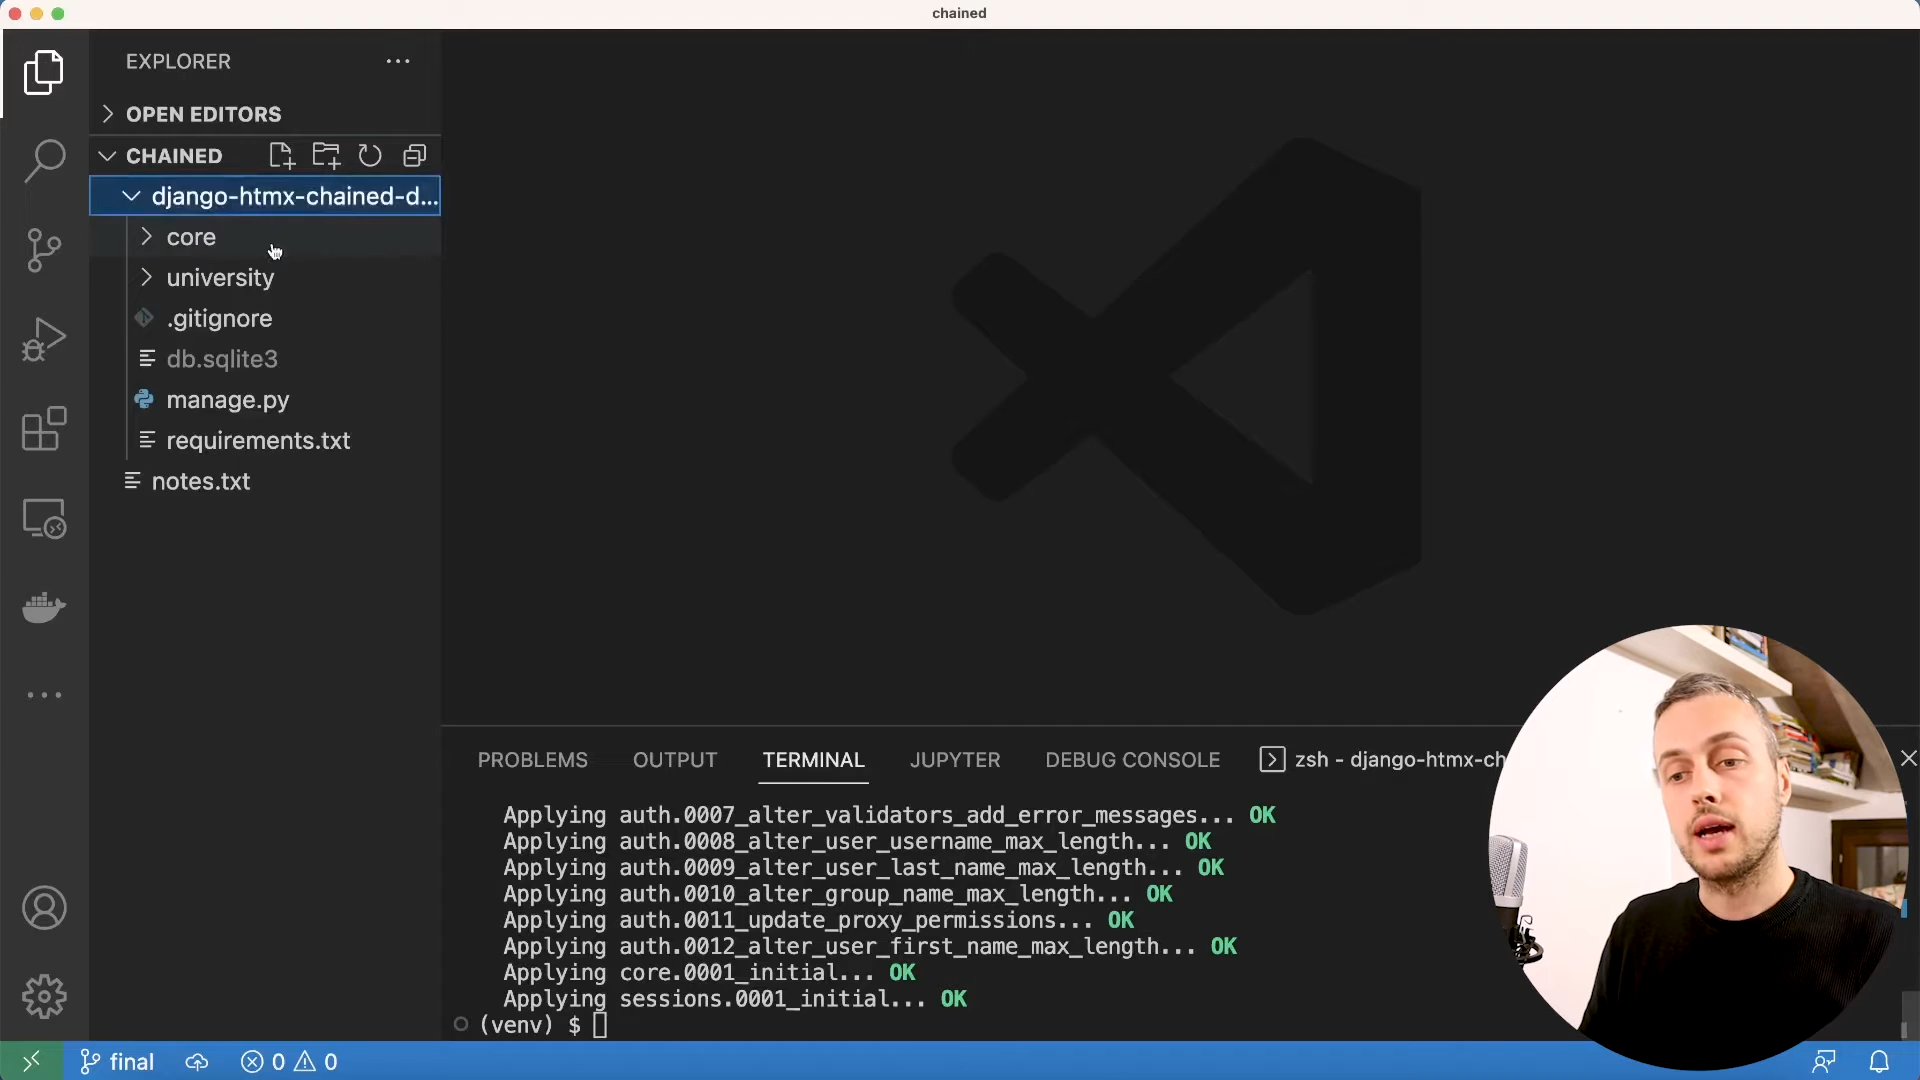 chained
EXPLORER
OPEN EDITORS
CHAINED
django-htmx-chained-d...
core
university
.gitignore
db.sqlite3
manage.py
requirements.txt
notes.txt
PROBLEMS OUTPUT TERMINAL JUPYTER DEBUG CONSOLE zsh - django-htmx-ch
Applying auth.0007_alter_validators_add_error_messages... OK
Applying auth.0008_alter_user_username_max_length... OK
Applying auth.0009_alter_user_last_name_max_length... OK
Applying auth.0010_alter_group_name_max_length... OK
Applying auth.0011_update_proxy_permissions... OK
Applying auth.0012_alter_user_first_name_max_length... OK
Applying core.0001_initial... OK
Applying sessions.0001_initial... OK
(venv) $
final 0 0